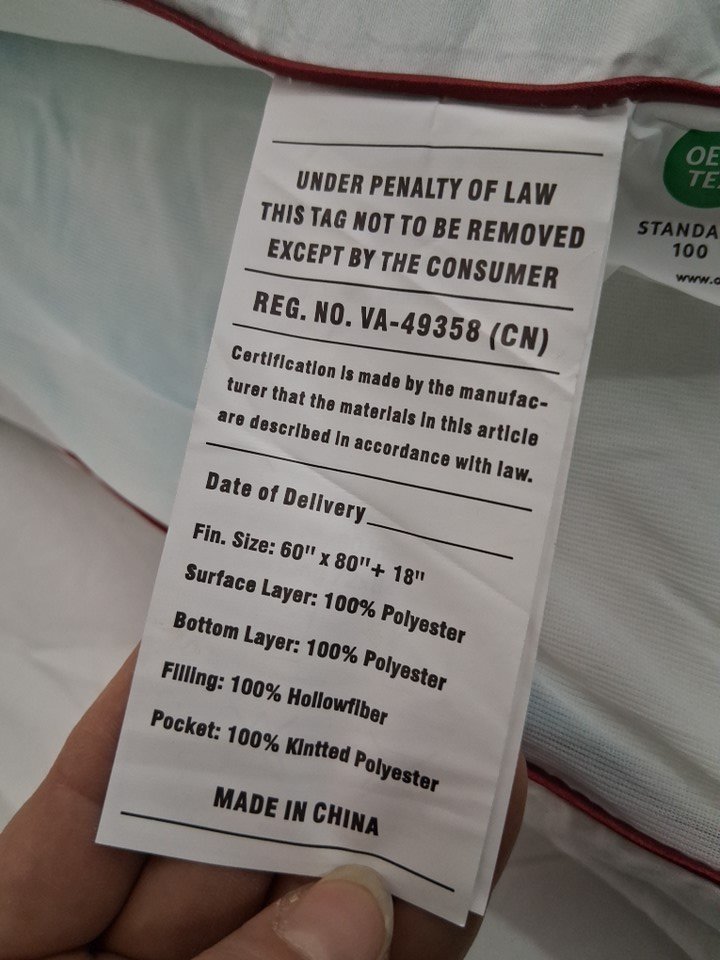 UNDER PENALTY OF LAW
THIS TAG NOT TO BE REMOVED
EXCEPT BY THE CONSUMER
REG. NO. VA-49358 (CN)
Certification is made by the manufac-
turer that the materials in this article
are described in accordance with law.
Date of Delivery
Fin. Size: 60" x 80"+ 18"
Surface Layer: 100% Polyester
Bottom Layer: 100% Polyester
Filling: 100% Hollowfiber
Pocket: 100% Kintted Polyester
MADE IN CHINA
OE
TE
STANDA
100
www.o